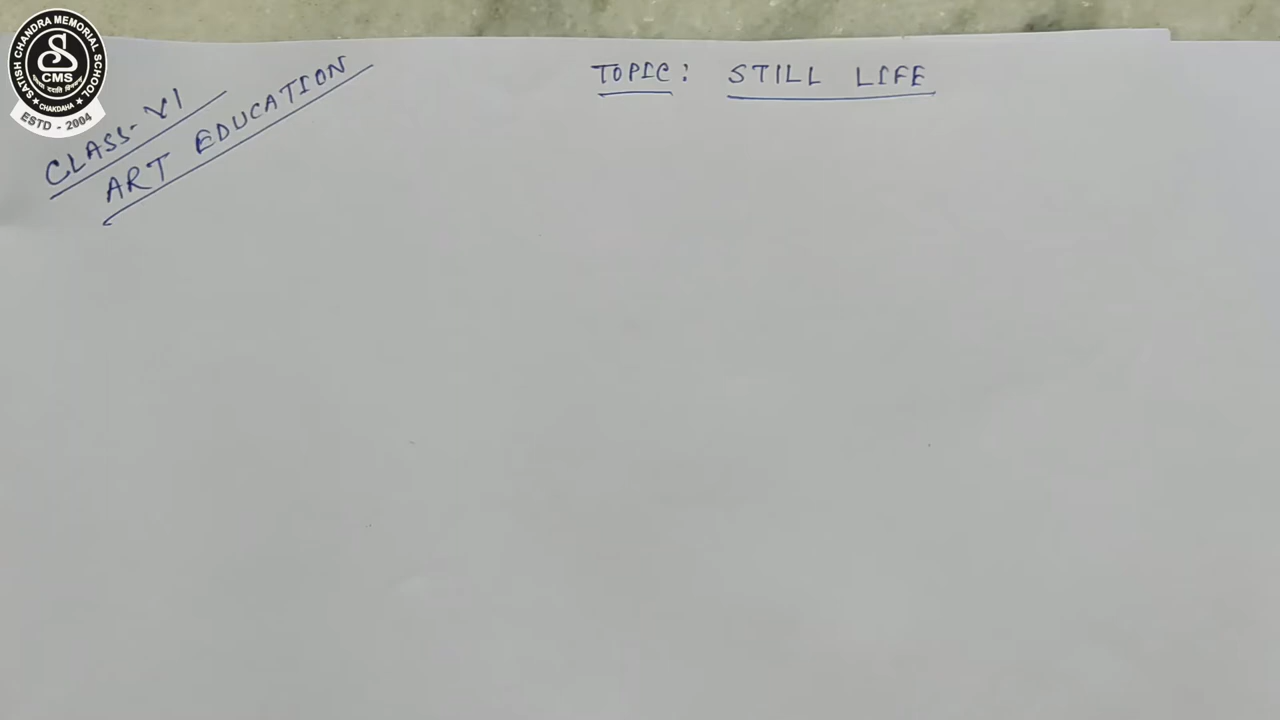 SATISH CHANDRA MEMORIAL SCHOOL
S
CMS
★ CHAKDAHA ★
ESTD - 2004
CLASS-VI
ART EDUCATION
TOPIC: STILL LIFE